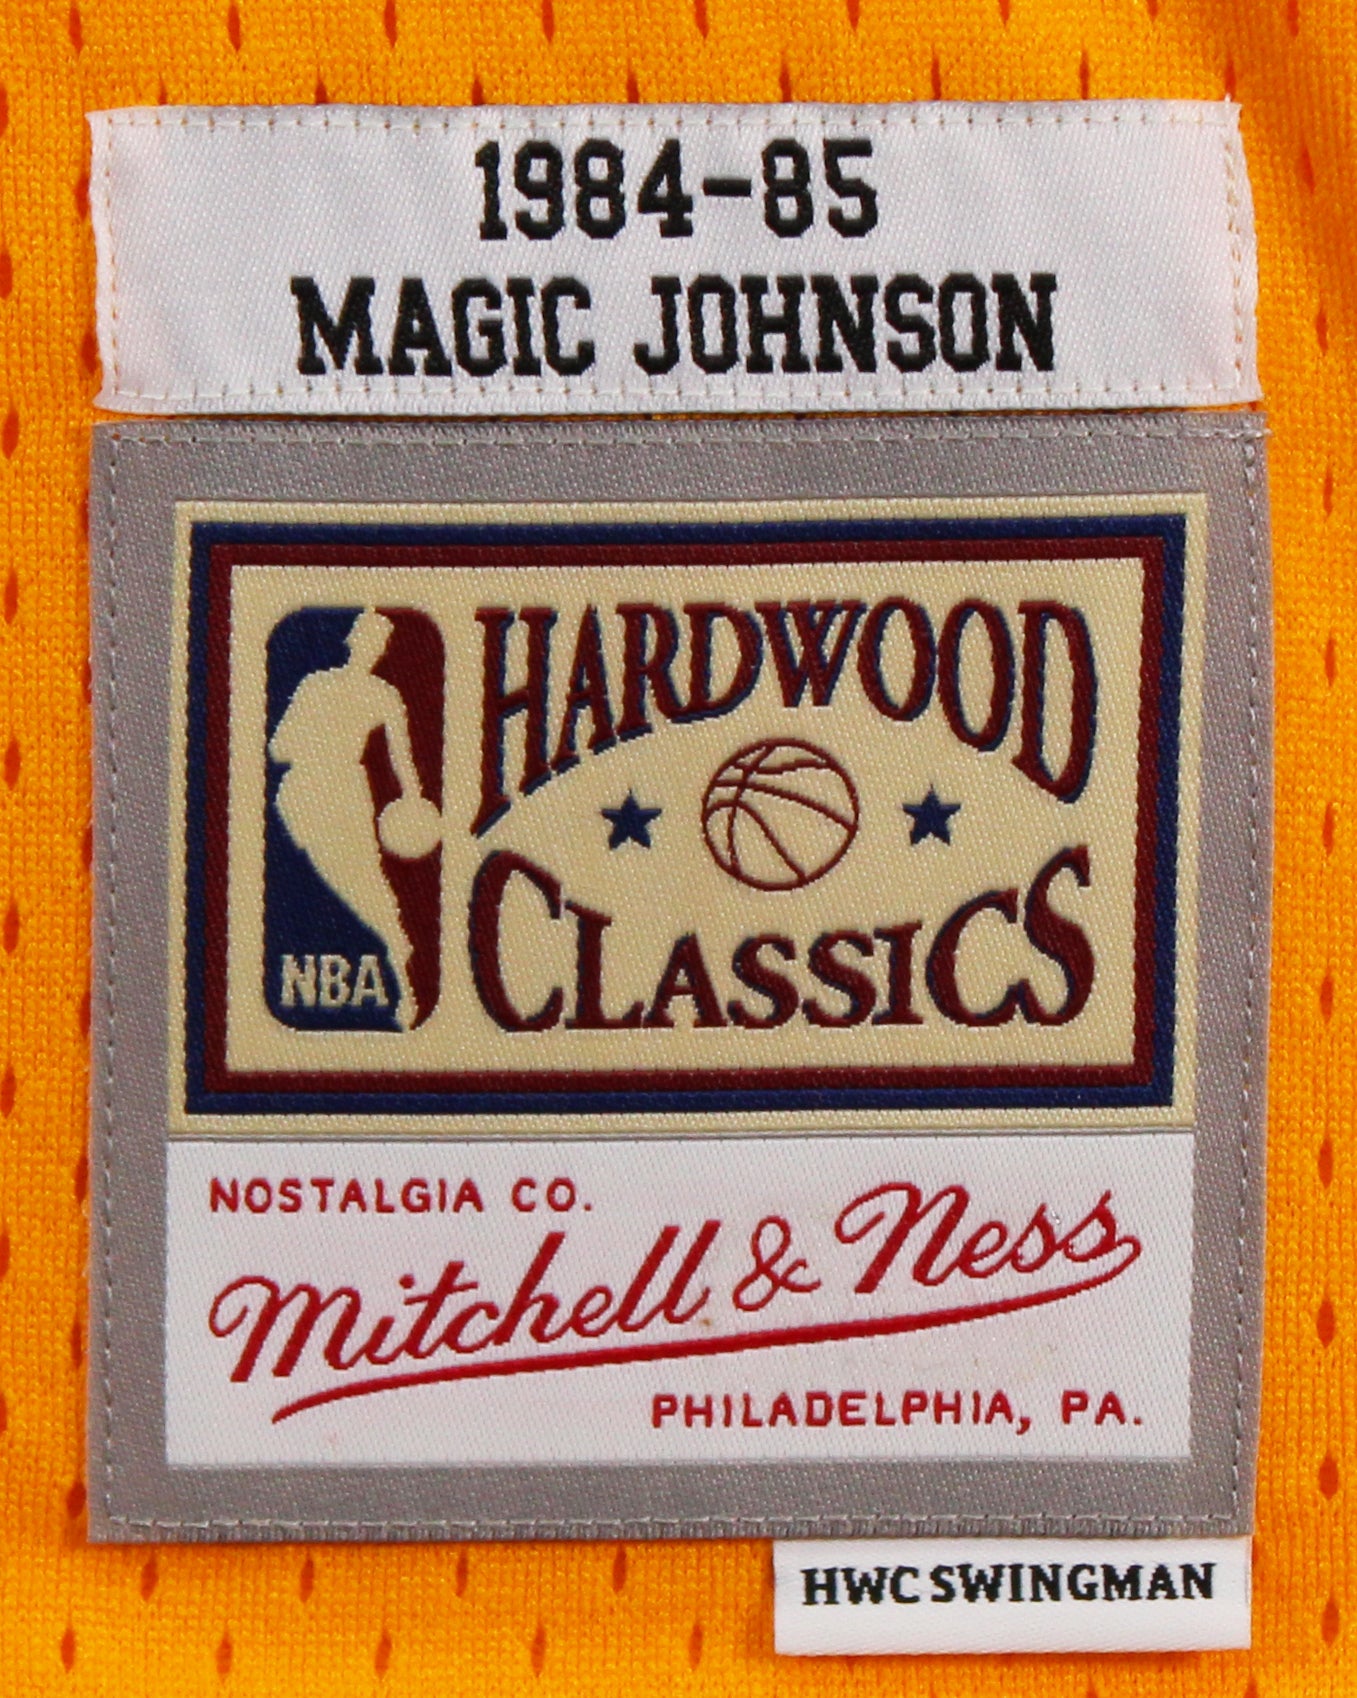 1984-85
MAGIC JOHNSON
HARDWOOD
CLASSICS
NBA
NOSTALGIA CO.
Mitchell & Ness
PHILADELPHIA, PA.
HWC SWINGMAN